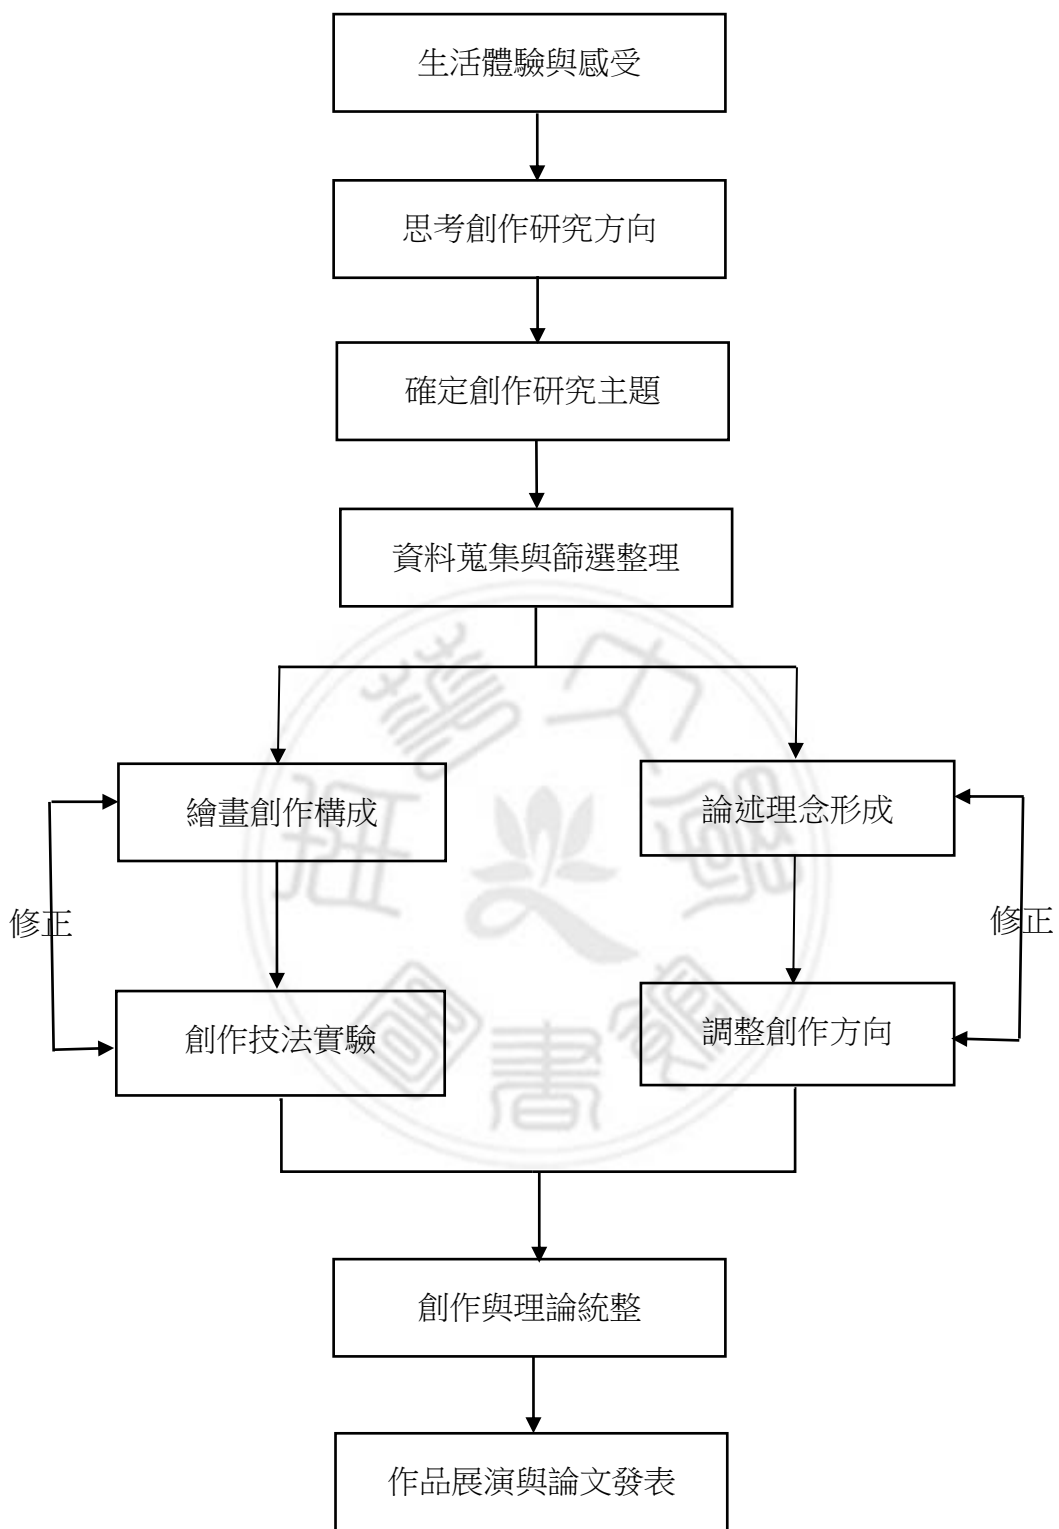 生活體驗與感受
思考創作研究方向
確定創作研究主題
資料蒐集與篩選整理
繪畫創作構成
論述理念形成
修正
修正
創作技法實驗
調整創作方向
創作與理論統整
作品展演與論文發表